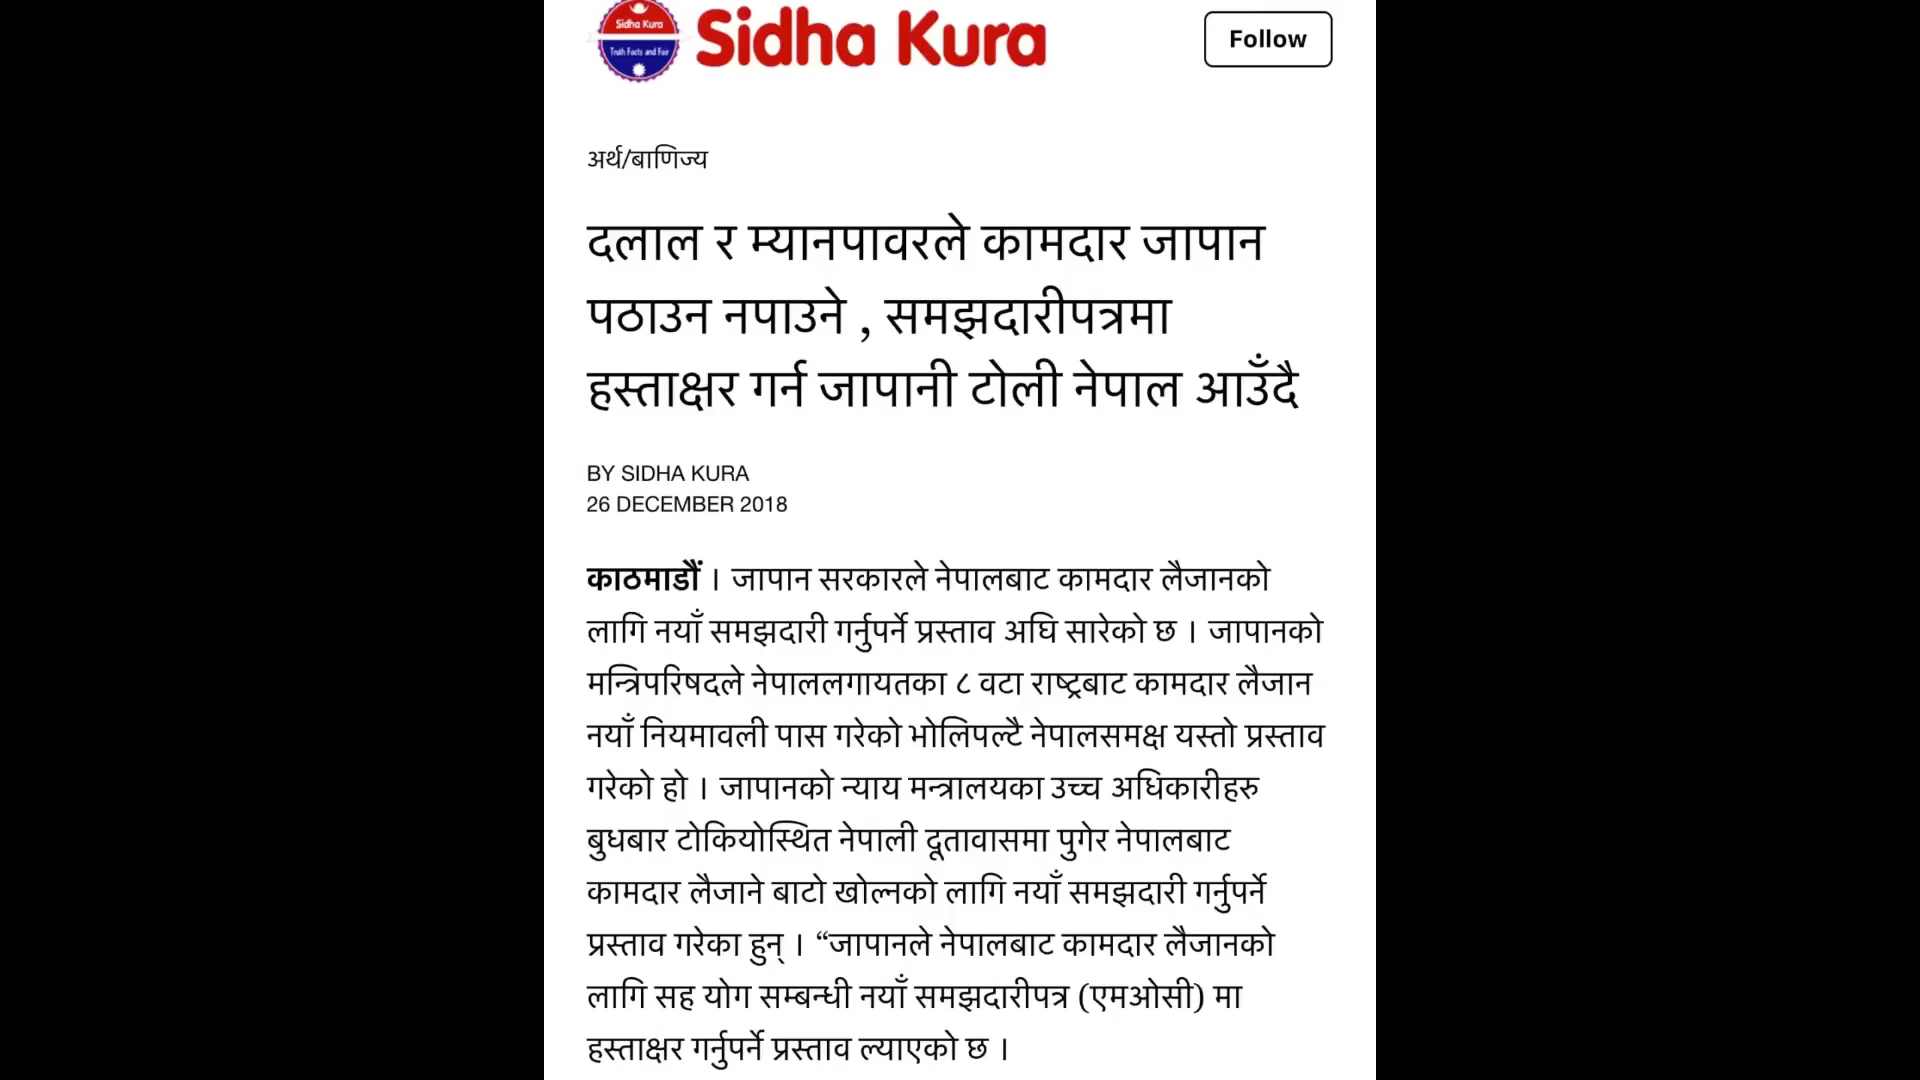 Sidha Kura
Truth Facts and Fair
Sidha Kura
Follow
अर्थ/बाणिज्य
दलाल र म्यानपावरले कामदार जापान
पठाउन नपाउने , समझदारीपत्रमा
हस्ताक्षर गर्न जापानी टोली नेपाल आउँदै
BY SIDHA KURA
26 DECEMBER 2018
काठमाडौं । जापान सरकारले नेपालबाट कामदार लैजानको
लागि नयाँ समझदारी गर्नुपर्ने प्रस्ताव अघि सारेको छ । जापानको
मन्त्रिपरिषदले नेपाललगायतका ८ वटा राष्ट्रबाट कामदार लैजान
नयाँ नियमावली पास गरेको भोलिपल्टै नेपालसमक्ष यस्तो प्रस्ताव
गरेको हो । जापानको न्याय मन्त्रालयका उच्च अधिकारीहरु
बुधबार टोकियोस्थित नेपाली दूतावासमा पुगेर नेपालबाट
कामदार लैजाने बाटो खोल्नको लागि नयाँ समझदारी गर्नुपर्ने
प्रस्ताव गरेका हुन् । “जापानले नेपालबाट कामदार लैजानको
लागि सह योग सम्बन्धी नयाँ समझदारीपत्र (एमओसी) मा
हस्ताक्षर गर्नुपर्ने प्रस्ताव ल्याएको छ ।